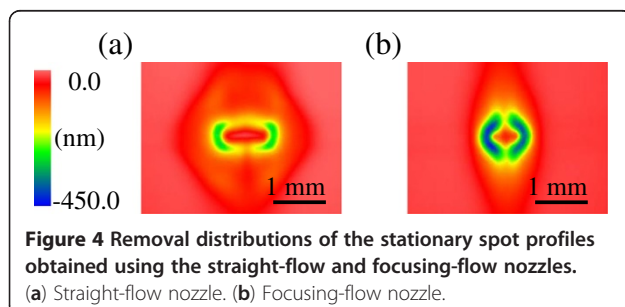 (a)
(b)
0.0
(nm)
-450.0
1 mm
1 mm
Figure 4 Removal distributions of the stationary spot profiles
obtained using the straight-flow and focusing-flow nozzles.
(a) Straight-flow nozzle. (b) Focusing-flow nozzle.